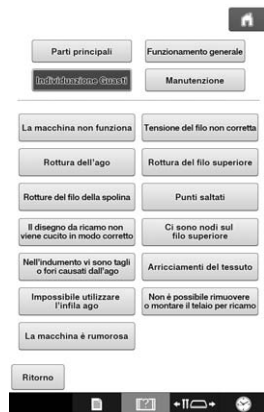 Parti principali
Funzionamento generale
Individuazione Guasti
Manutenzione
La macchina non funziona
Tensione del filo non corretta
Rottura dell'ago
Rottura del filo superiore
Rotture del filo della spolina
Punti saltati
Il disegno da ricamo non
viene cucito in modo corretto
Ci sono nodi sul
filo superiore
Nell'indumento vi sono tagli
o fori causati dall'ago
Arricciamenti del tessuto
Impossibile utilizzare
l'infila ago
Non è possibile rimuovere
o montare il telaio per ricamo
La macchina è rumorosa
Ritorno